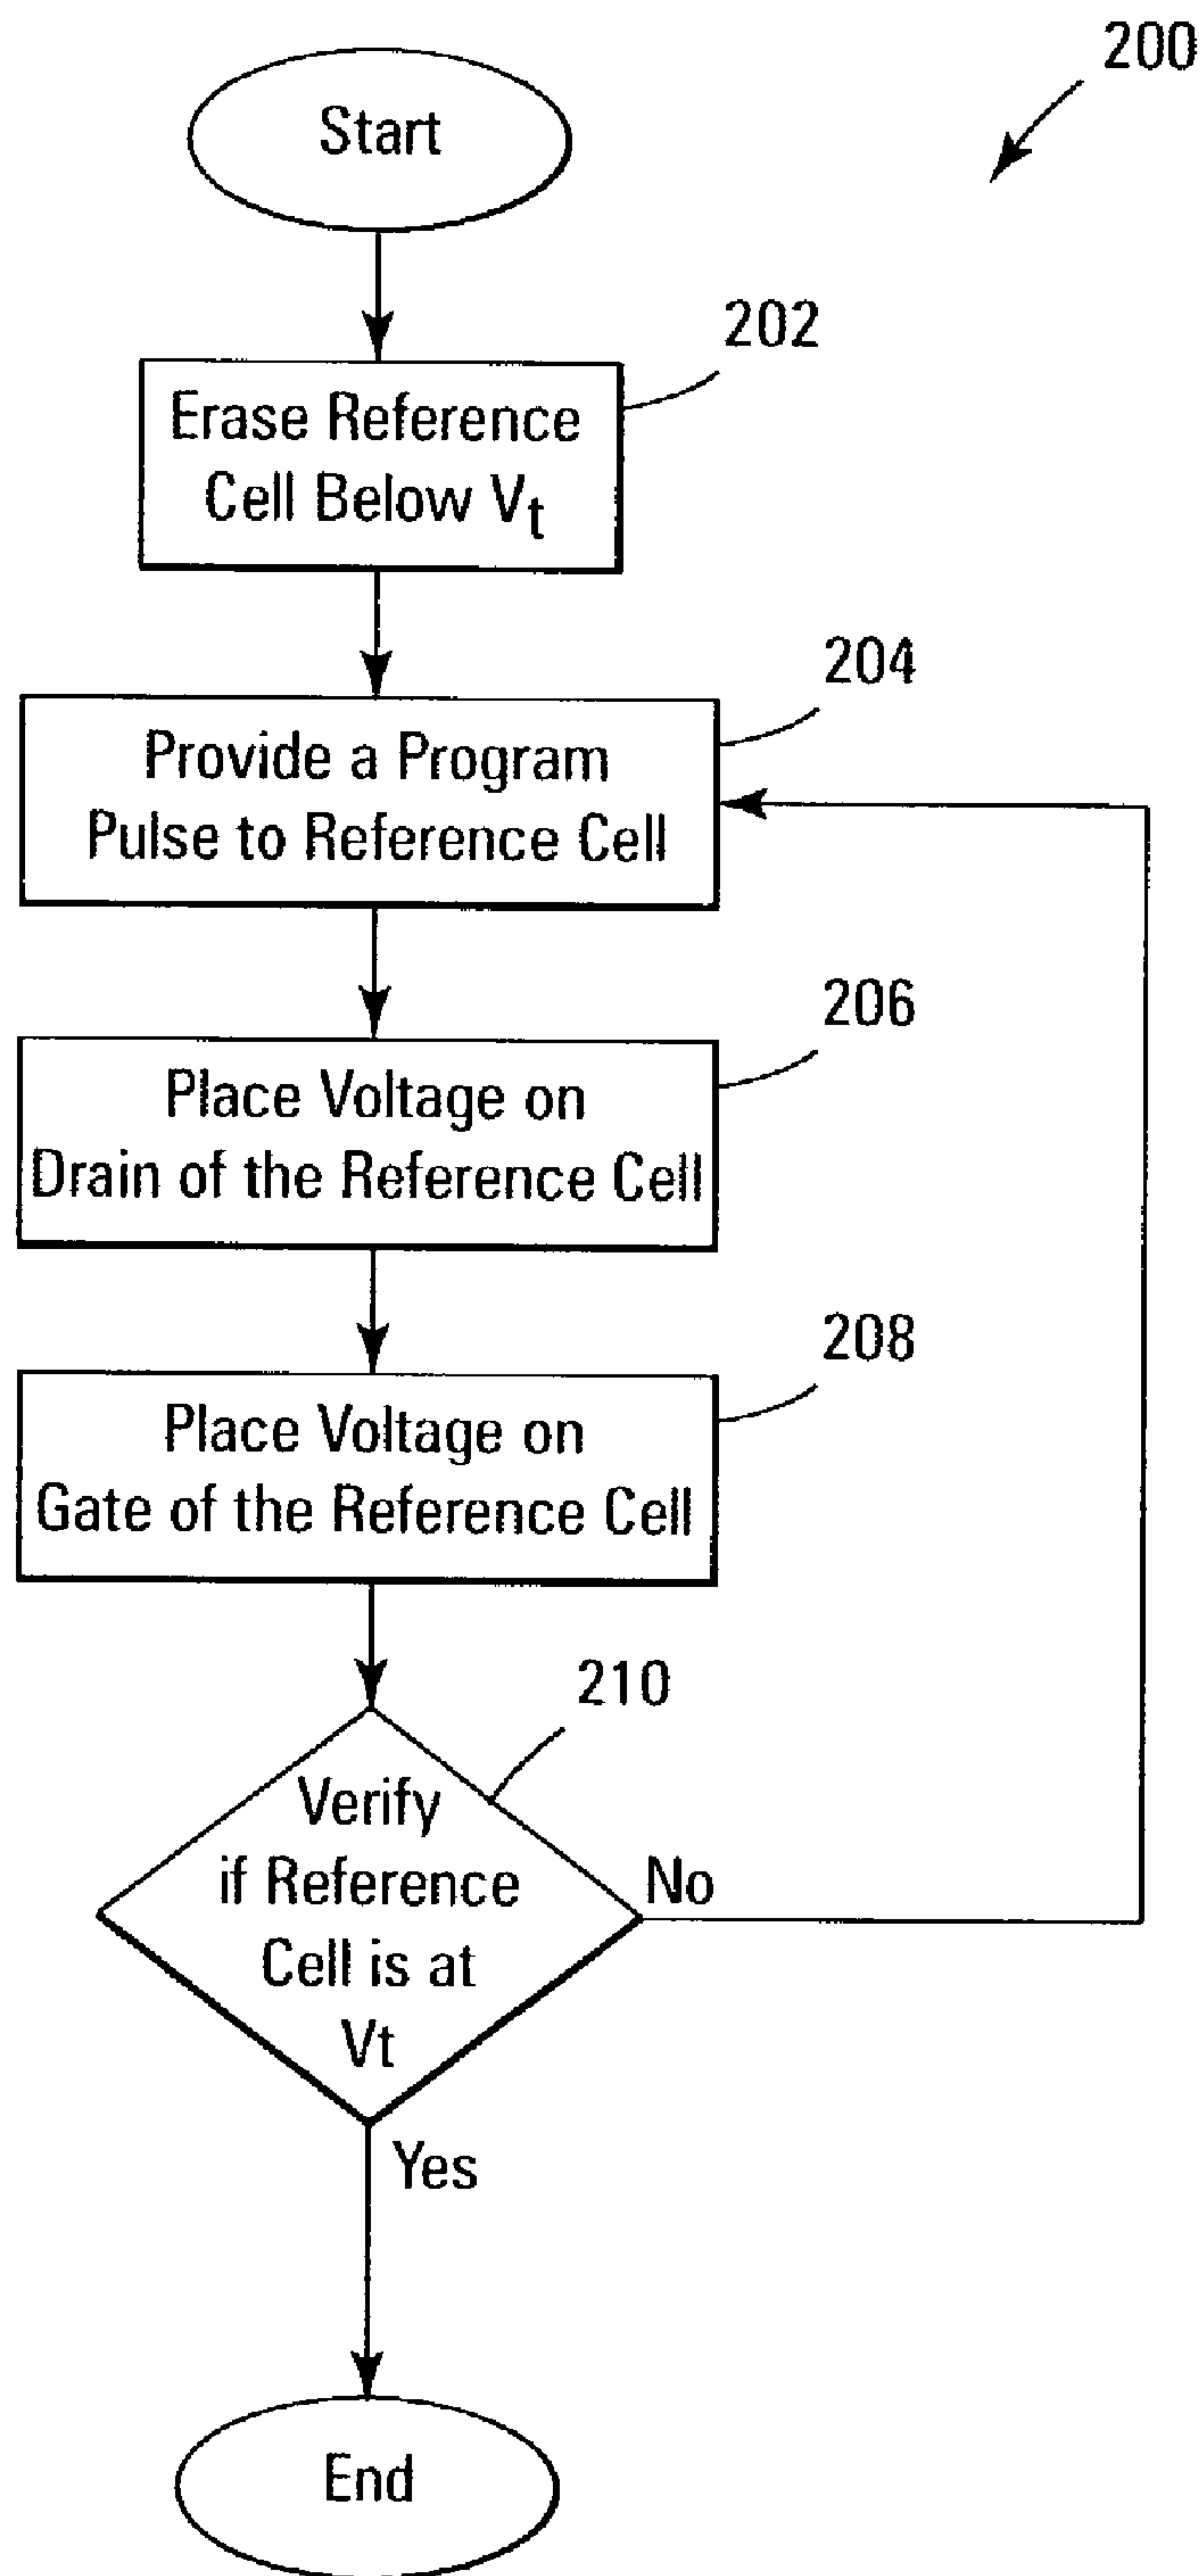 200
Start
202
Erase Reference
Cell Below Vt
204
Provide a Program
Pulse to Reference Cell
206
Place Voltage on
Drain of the Reference Cell
208
Place Voltage on
Gate of the Reference Cell
210
Verify
if Reference
Cell is at
Vt
No
Yes
End